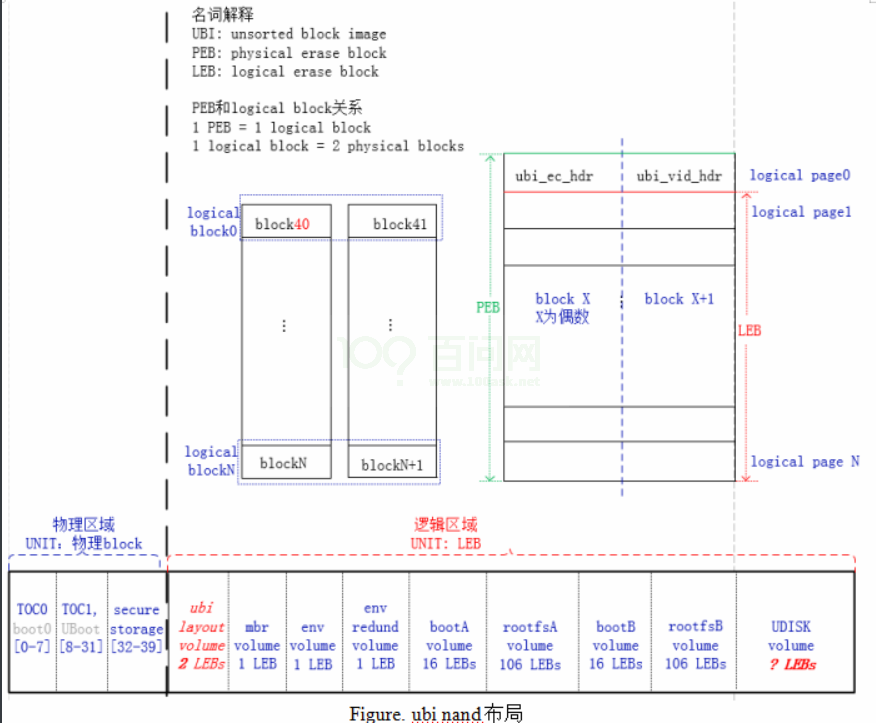 名词解释
UBI: unsorted block image
PEB: physical erase block
LEB: logical erase block
PEB和logical block关系
1 PEB = 1 logical block
1 logical block = 2 physical blocks
logical
block0
block40
block41
⋮
⋮
logical
blockN
blockN
blockN+1
ubi_ec_hdr
ubi_vid_hdr
logical page0
logical page1
PEB
block X
X为偶数
⋮
block X+1
LEB
logical page N
百问网
www.100ask.net
物理区域
UNIT: 物理block
逻辑区域
UNIT: LEB
TOC0
boot0
[0-7]
TOC1,
UBoot
[8-31]
secure
storage
[32-39]
ubi
layout
volume
2 LEBs
mbr
volume
1 LEB
env
volume
1 LEB
env
redund
volume
1 LEB
bootA
volume
16 LEBs
rootfsA
volume
106 LEBs
bootB
volume
16 LEBs
rootfsB
volume
106 LEBs
UDISK
volume
? LEBs
Figure. ubi nand布局